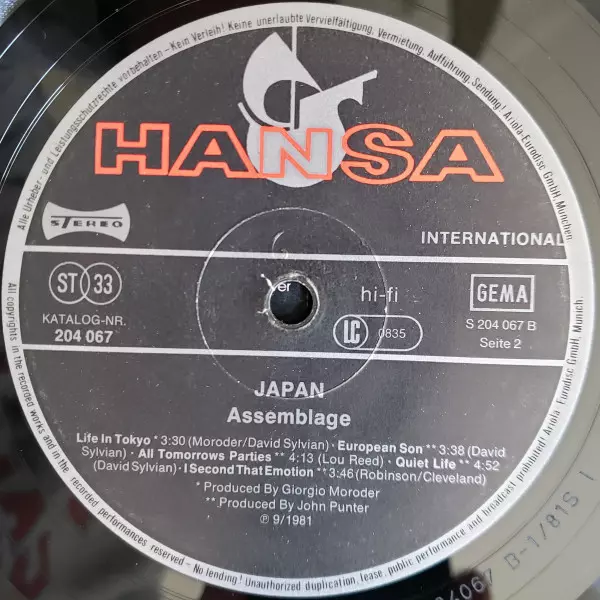 Alle Urheber- und Leistungsschutzrechte vorbehalten - Kein Verleih! Keine unerlaubte Vervielfältigung, Vermietung, Aufführung, Sendung! Ariola-Eurodisc GmbH, München.
HANSA
STEREO
INTERNATIONAL
ST 33
KATALOG-NR.
204 067
hi-fi
LC 0835
GEMA
S 204 067 B
Seite 2
JAPAN
Assemblage
Life In Tokyo * 3:30 (Moroder/David Sylvian) · European Son ** 3:38 (David
Sylvian) · All Tomorrows Parties ** 4:13 (Lou Reed) · Quiet Life ** 4:52
(David Sylvian) · I Second That Emotion ** 3:46 (Robinson/Cleveland)
* Produced By Giorgio Moroder
** Produced By John Punter
℗ 9/1981
All copyrights in the recorded works and in the recorded performances reserved - No lending! Unauthorized duplication, lease, public performance and broadcast prohibited! Ariola-Eurodisc GmbH, Munich.
067 B-1/81S I